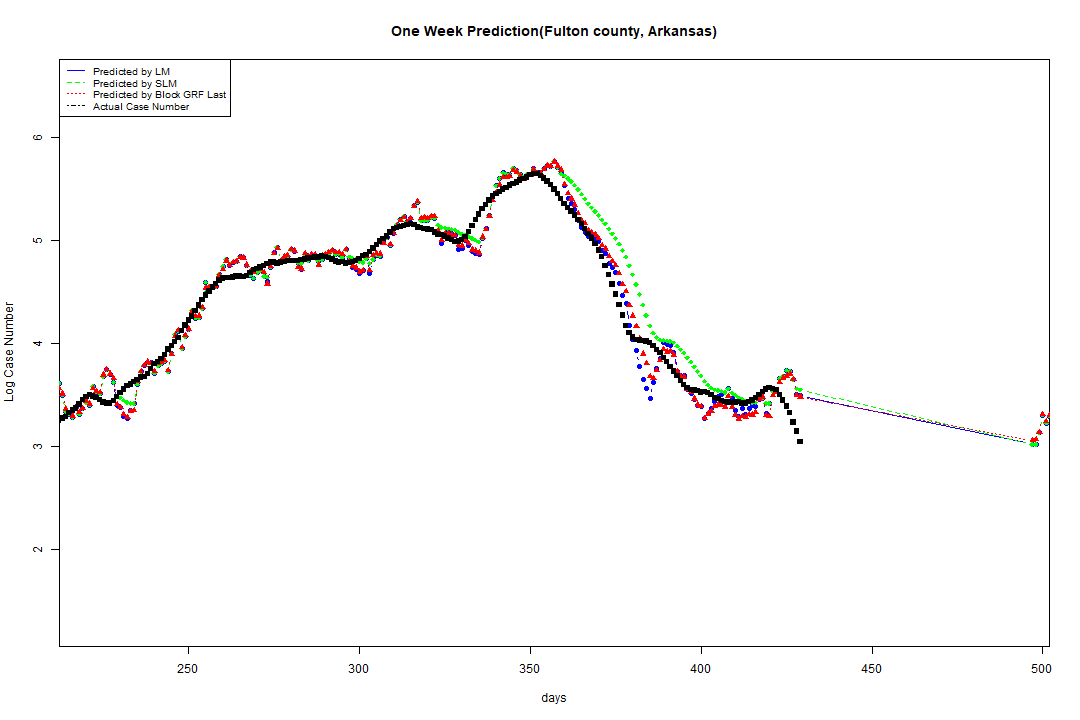 One Week Prediction(Fulton county, Arkansas)
Predicted by LM
Predicted by SLM
Predicted by Block GRF Last
Actual Case Number
Log Case Number
6
5
4
3
2
250 300 350 400 450 500
days